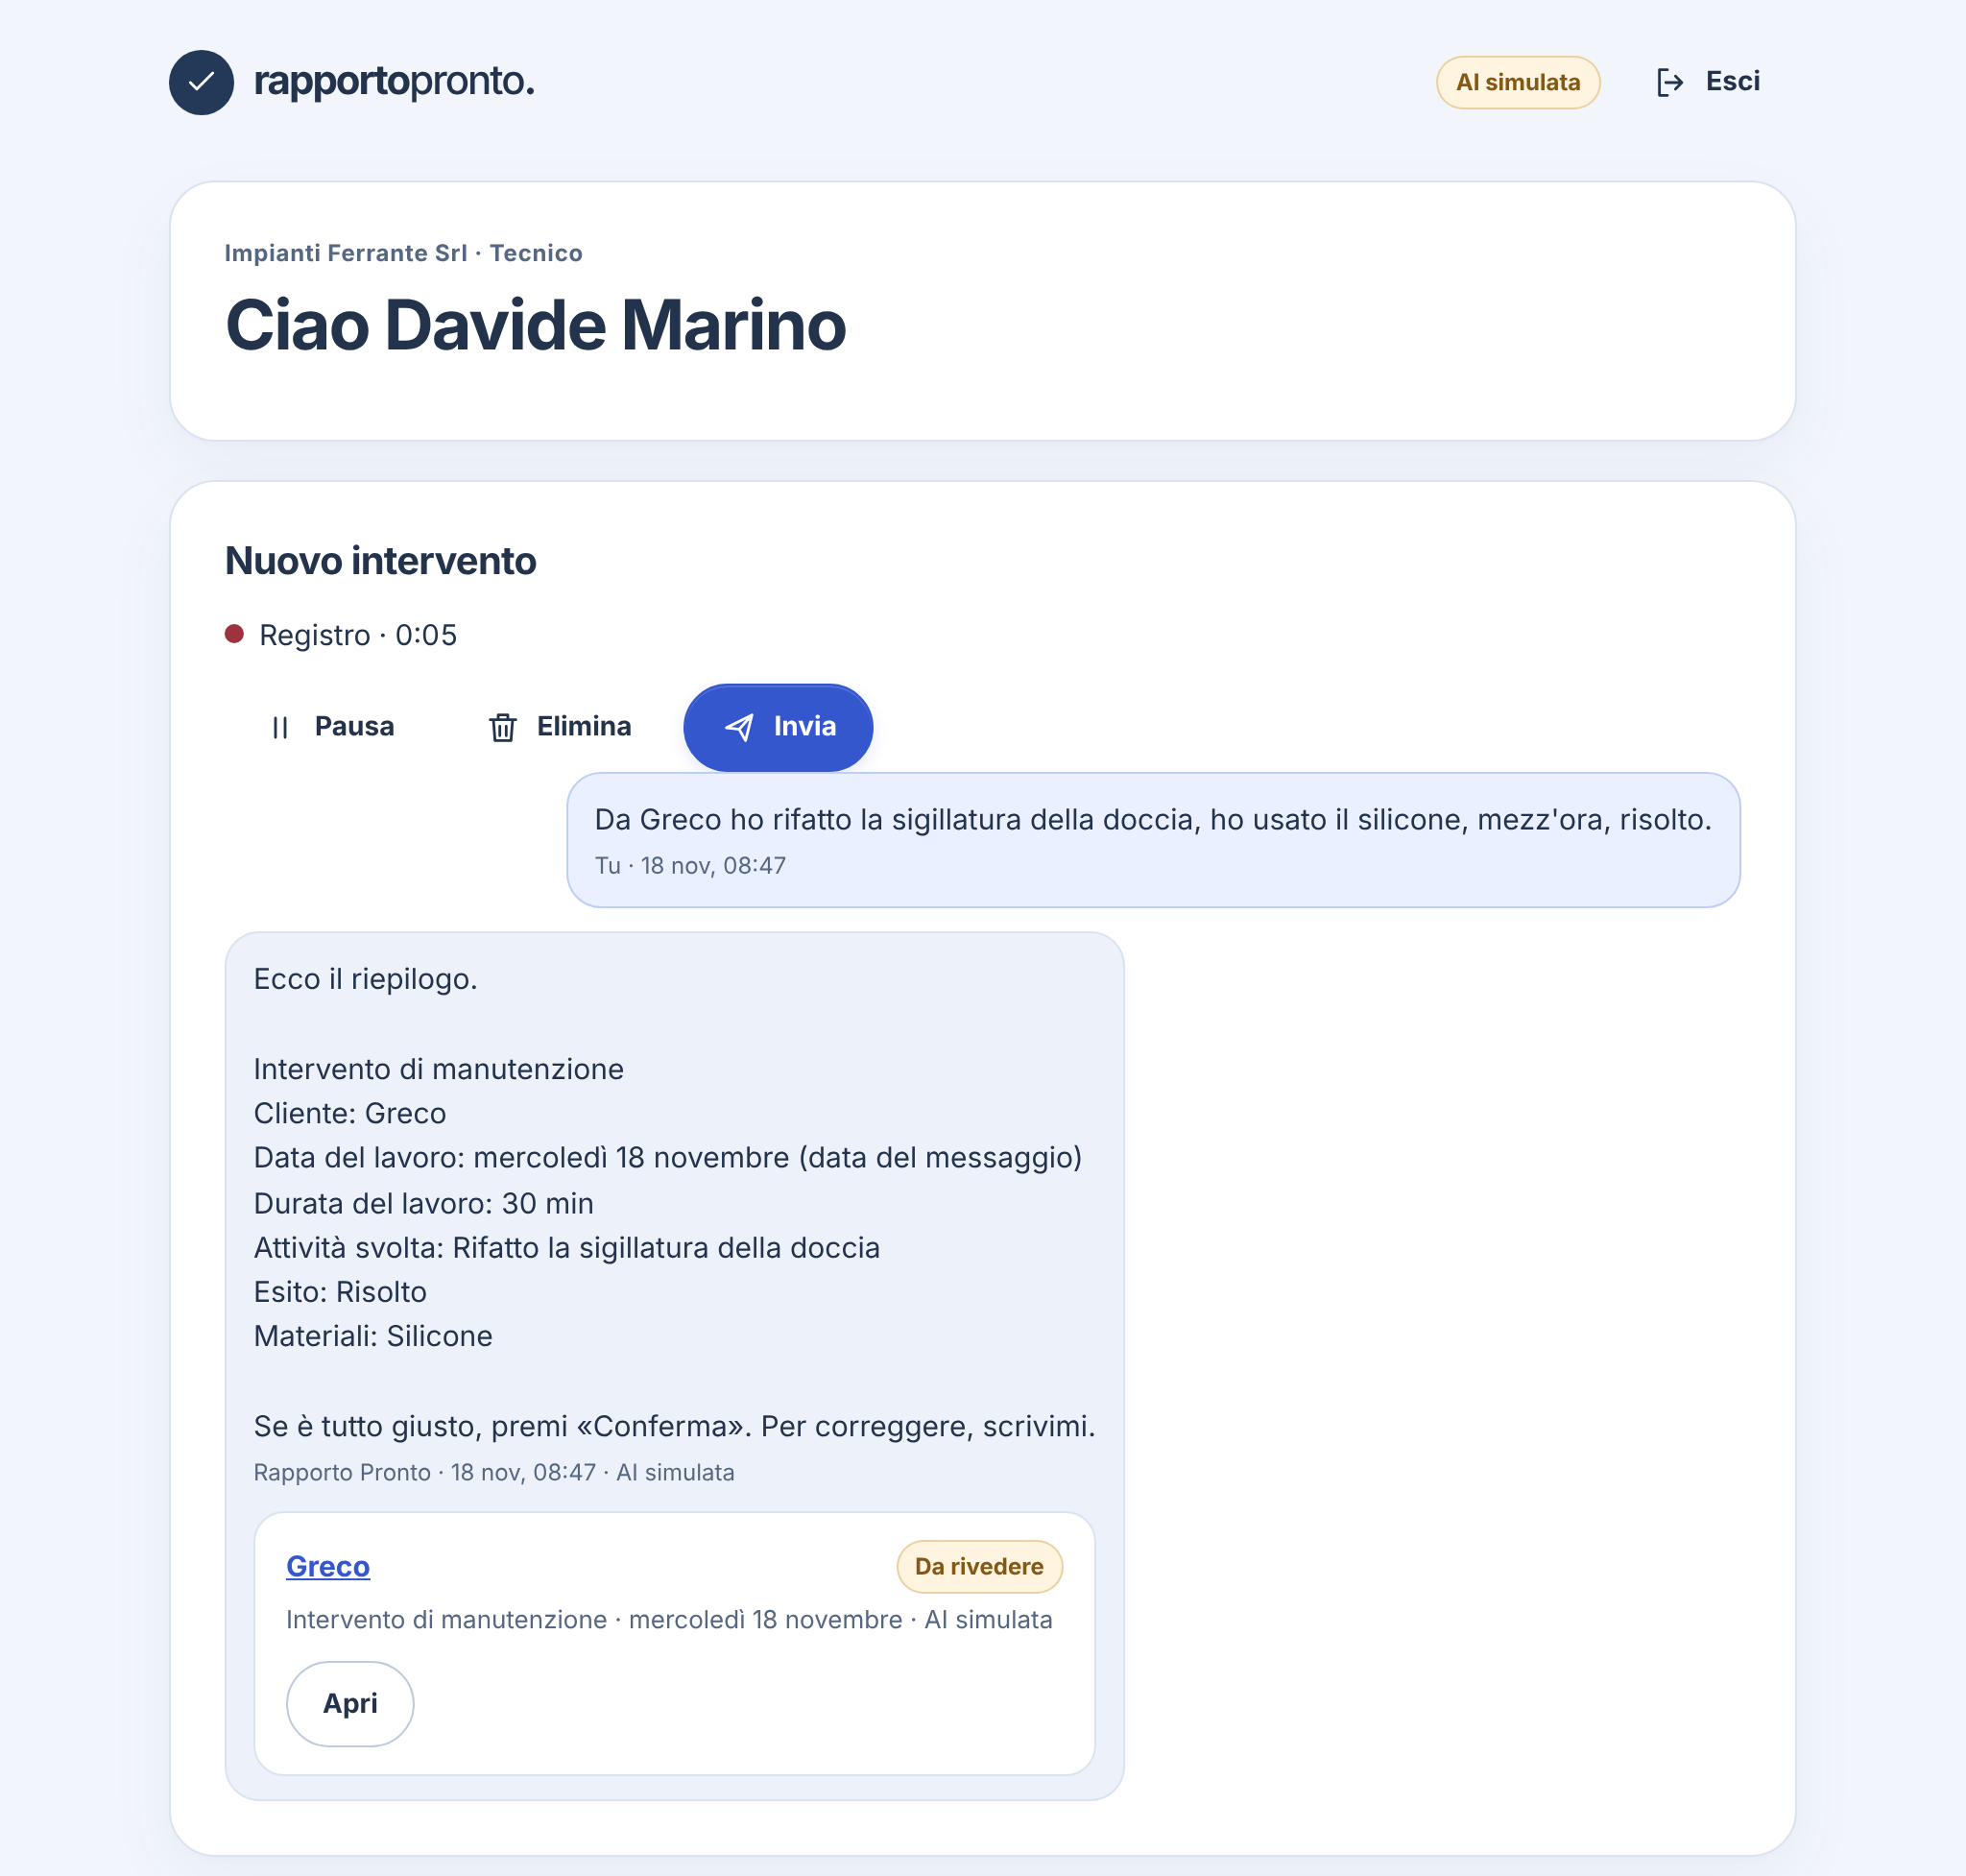 rapportopronto.
AI simulata
Esci
Impianti Ferrante Srl · Tecnico
Ciao Davide Marino
Nuovo intervento
Registro · 0:05
Pausa
Elimina
Invia
Da Greco ho rifatto la sigillatura della doccia, ho usato il silicone, mezz'ora, risolto.
Tu · 18 nov, 08:47
Ecco il riepilogo.
Intervento di manutenzione
Cliente: Greco
Data del lavoro: mercoledì 18 novembre (data del messaggio)
Durata del lavoro: 30 min
Attività svolta: Rifatto la sigillatura della doccia
Esito: Risolto
Materiali: Silicone
Se è tutto giusto, premi «Conferma». Per correggere, scrivimi.
Rapporto Pronto · 18 nov, 08:47 · AI simulata
Greco
Da rivedere
Intervento di manutenzione · mercoledì 18 novembre · AI simulata
Apri